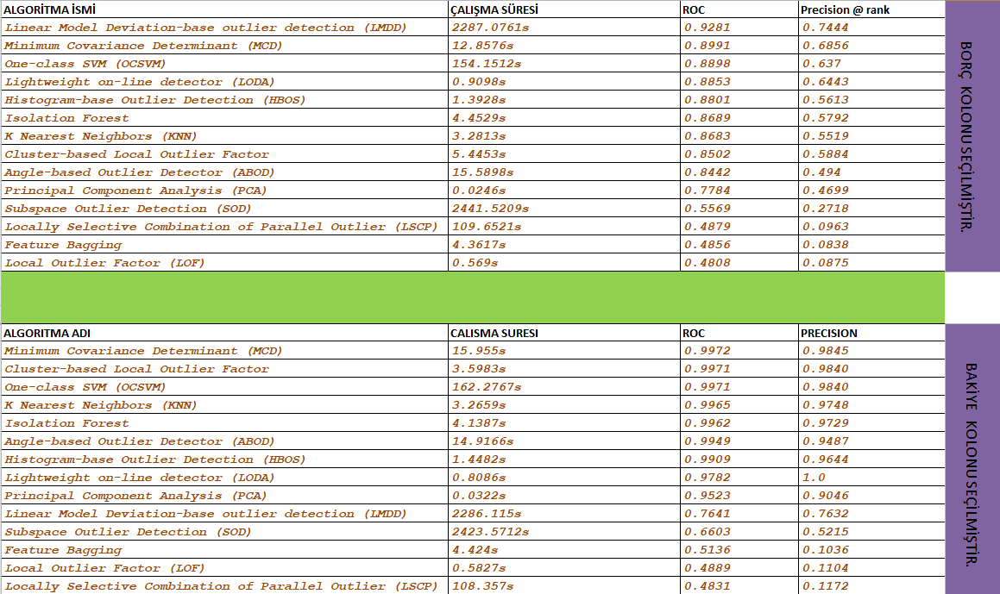 ALGORİTMA İSMİ ÇALIŞMA SÜRESİ ROC Precision @ rank
Linear Model Deviation-base outlier detection (LMDD) 2287.0761s 0.9281 0.7444
Minimum Covariance Determinant (MCD) 12.8576s 0.8991 0.6856
One-class SVM (OCSVM) 154.1512s 0.8898 0.637
Lightweight on-line detector (LODA) 0.9098s 0.8853 0.6443
Histogram-base Outlier Detection (HBOS) 1.3928s 0.8801 0.5613
Isolation Forest 4.4529s 0.8689 0.5792
K Nearest Neighbors (KNN) 3.2813s 0.8683 0.5519
Cluster-based Local Outlier Factor 5.4453s 0.8502 0.5884
Angle-based Outlier Detector (ABOD) 15.5898s 0.8442 0.494
Principal Component Analysis (PCA) 0.0246s 0.7784 0.4699
Subspace Outlier Detection (SOD) 2441.5209s 0.5569 0.2718
Locally Selective Combination of Parallel Outlier (LSCP) 109.6521s 0.4879 0.0963
Feature Bagging 4.3617s 0.4856 0.0838
Local Outlier Factor (LOF) 0.569s 0.4808 0.0875
BORÇ KOLONU SEÇİLMİŞTİR.
ALGORITMA ADI CALISMA SURESI ROC PRECISION
Minimum Covariance Determinant (MCD) 15.955s 0.9972 0.9845
Cluster-based Local Outlier Factor 3.5983s 0.9971 0.9840
One-class SVM (OCSVM) 162.2767s 0.9971 0.9840
K Nearest Neighbors (KNN) 3.2659s 0.9965 0.9748
Isolation Forest 4.1387s 0.9962 0.9729
Angle-based Outlier Detector (ABOD) 14.9166s 0.9949 0.9487
Histogram-base Outlier Detection (HBOS) 1.4482s 0.9909 0.9644
Lightweight on-line detector (LODA) 0.8086s 0.9782 1.0
Principal Component Analysis (PCA) 0.0322s 0.9523 0.9046
Linear Model Deviation-base outlier detection (LMDD) 2286.115s 0.7641 0.7632
Subspace Outlier Detection (SOD) 2423.5712s 0.6603 0.5215
Feature Bagging 4.424s 0.5136 0.1036
Local Outlier Factor (LOF) 0.5827s 0.4889 0.1104
Locally Selective Combination of Parallel Outlier (LSCP) 108.357s 0.4831 0.1172
BAKİYE KOLONU SEÇİLMİŞTİR.